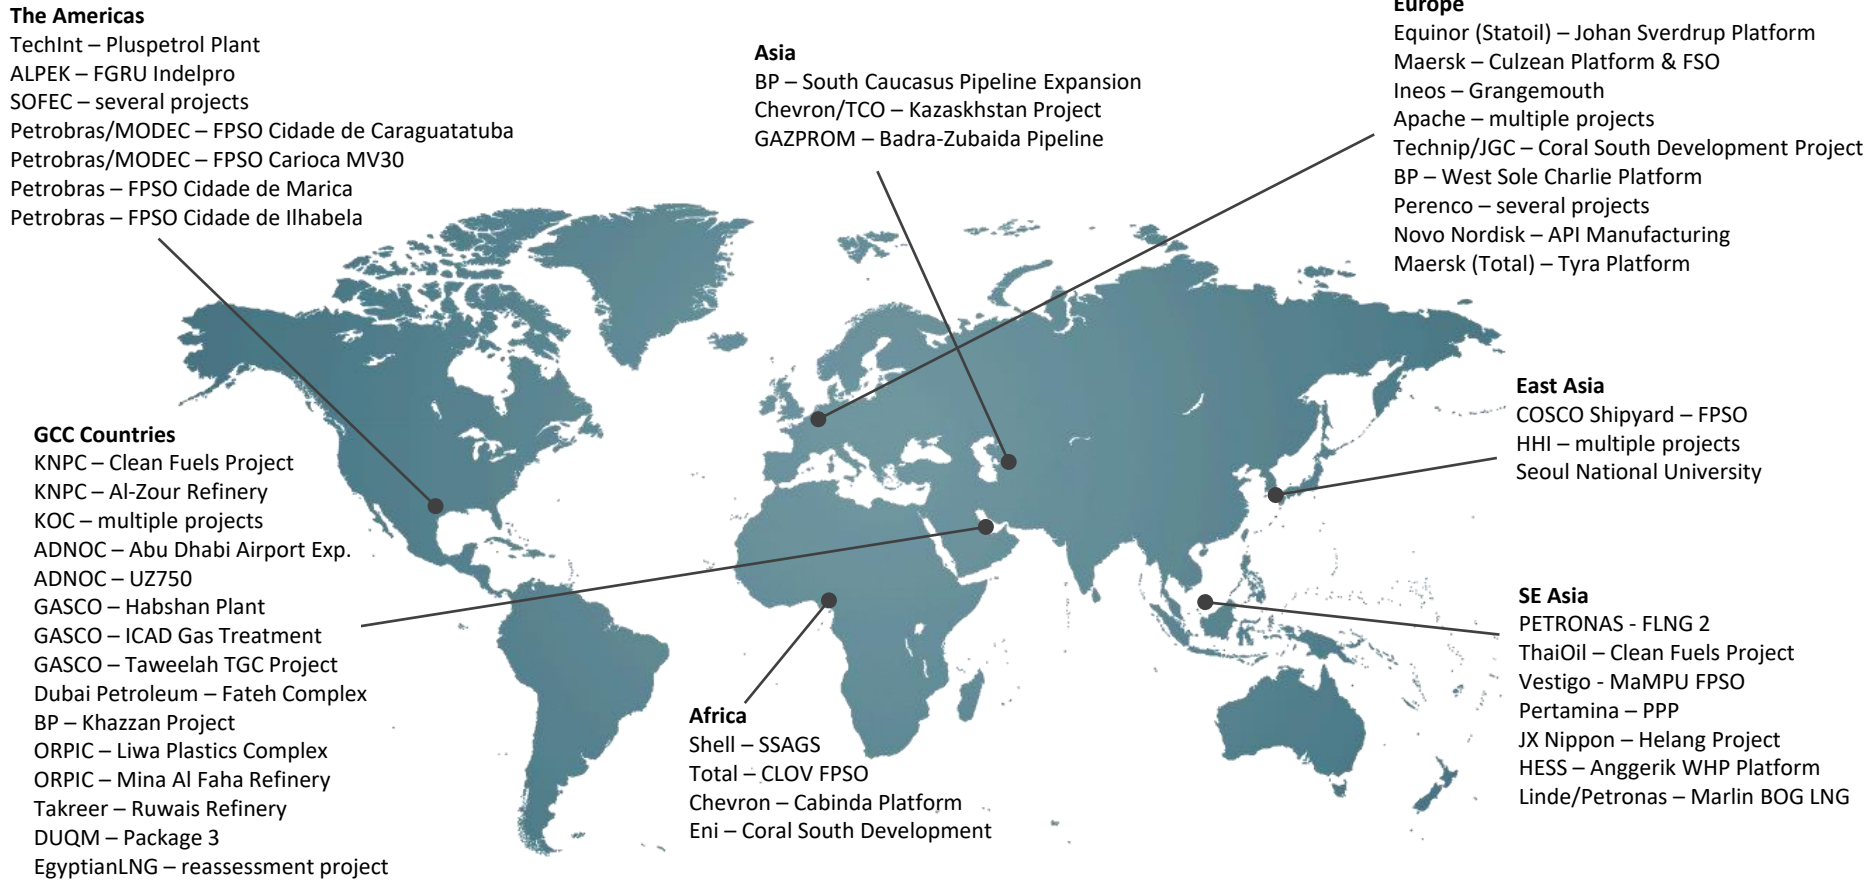 The Americas
TechInt – Pluspetrol Plant
ALPEK – FGRU Indelpro
SOFEC – several projects
Petrobras/MODEC – FPSO Cidade de Caraguatatuba
Petrobras/MODEC – FPSO Carioca MV30
Petrobras – FPSO Cidade de Marica
Petrobras – FPSO Cidade de Ilhabela
Asia
BP – South Caucasus Pipeline Expansion
Chevron/TCO – Kazaskhstan Project
GAZPROM – Badra-Zubaida Pipeline
Europe
Equinor (Statoil) – Johan Sverdrup Platform
Maersk – Culzean Platform & FSO
Ineos – Grangemouth
Apache – multiple projects
Technip/JGC – Coral South Development Project
BP – West Sole Charlie Platform
Perenco – several projects
Novo Nordisk – API Manufacturing
Maersk (Total) – Tyra Platform
GCC Countries
KNPC – Clean Fuels Project
KNPC – Al-Zour Refinery
KOC – multiple projects
ADNOC – Abu Dhabi Airport Exp.
ADNOC – UZ750
GASCO – Habshan Plant
GASCO – ICAD Gas Treatment
GASCO – Taweelah TGC Project
Dubai Petroleum – Fateh Complex
BP – Khazzan Project
ORPIC – Liwa Plastics Complex
ORPIC – Mina Al Faha Refinery
Takreer – Ruwais Refinery
DUQM – Package 3
EgyptianLNG – reassessment project
Africa
Shell – SSAGS
Total – CLOV FPSO
Chevron – Cabinda Platform
Eni – Coral South Development
East Asia
COSCO Shipyard – FPSO
HHI – multiple projects
Seoul National University
SE Asia
PETRONAS - FLNG 2
ThaiOil – Clean Fuels Project
Vestigo - MaMPU FPSO
Pertamina – PPP
JX Nippon – Helang Project
HESS – Anggerik WHP Platform
Linde/Petronas – Marlin BOG LNG